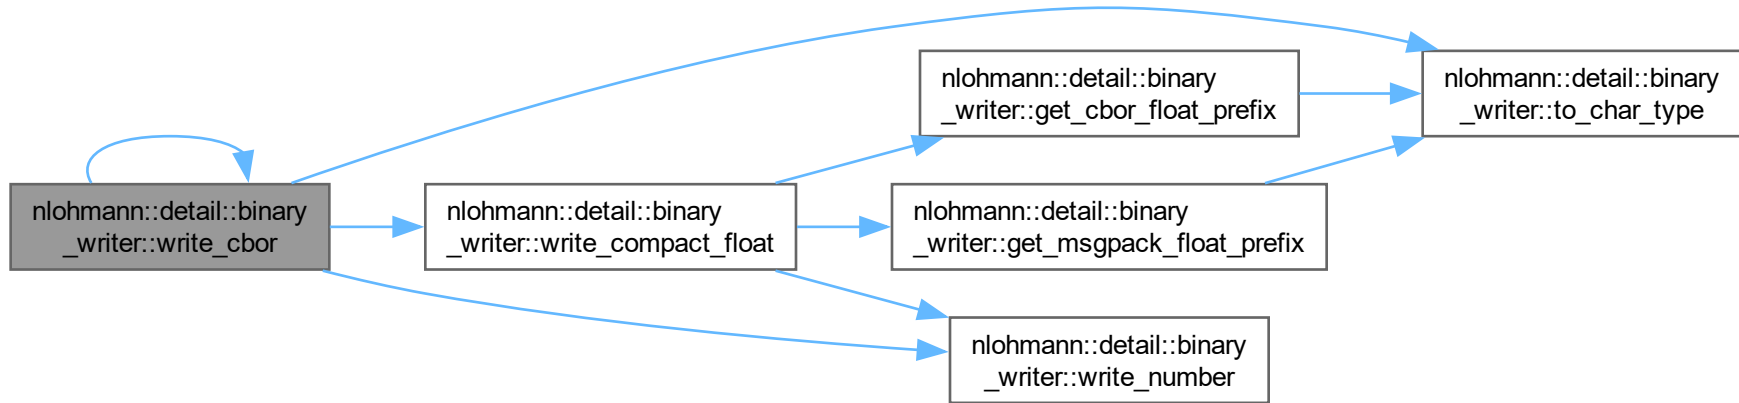 nlohmann::detail::binary
_writer::write_cbor
nlohmann::detail::binary
_writer::write_compact_float
nlohmann::detail::binary
_writer::get_cbor_float_prefix
nlohmann::detail::binary
_writer::get_msgpack_float_prefix
nlohmann::detail::binary
_writer::write_number
nlohmann::detail::binary
_writer::to_char_type